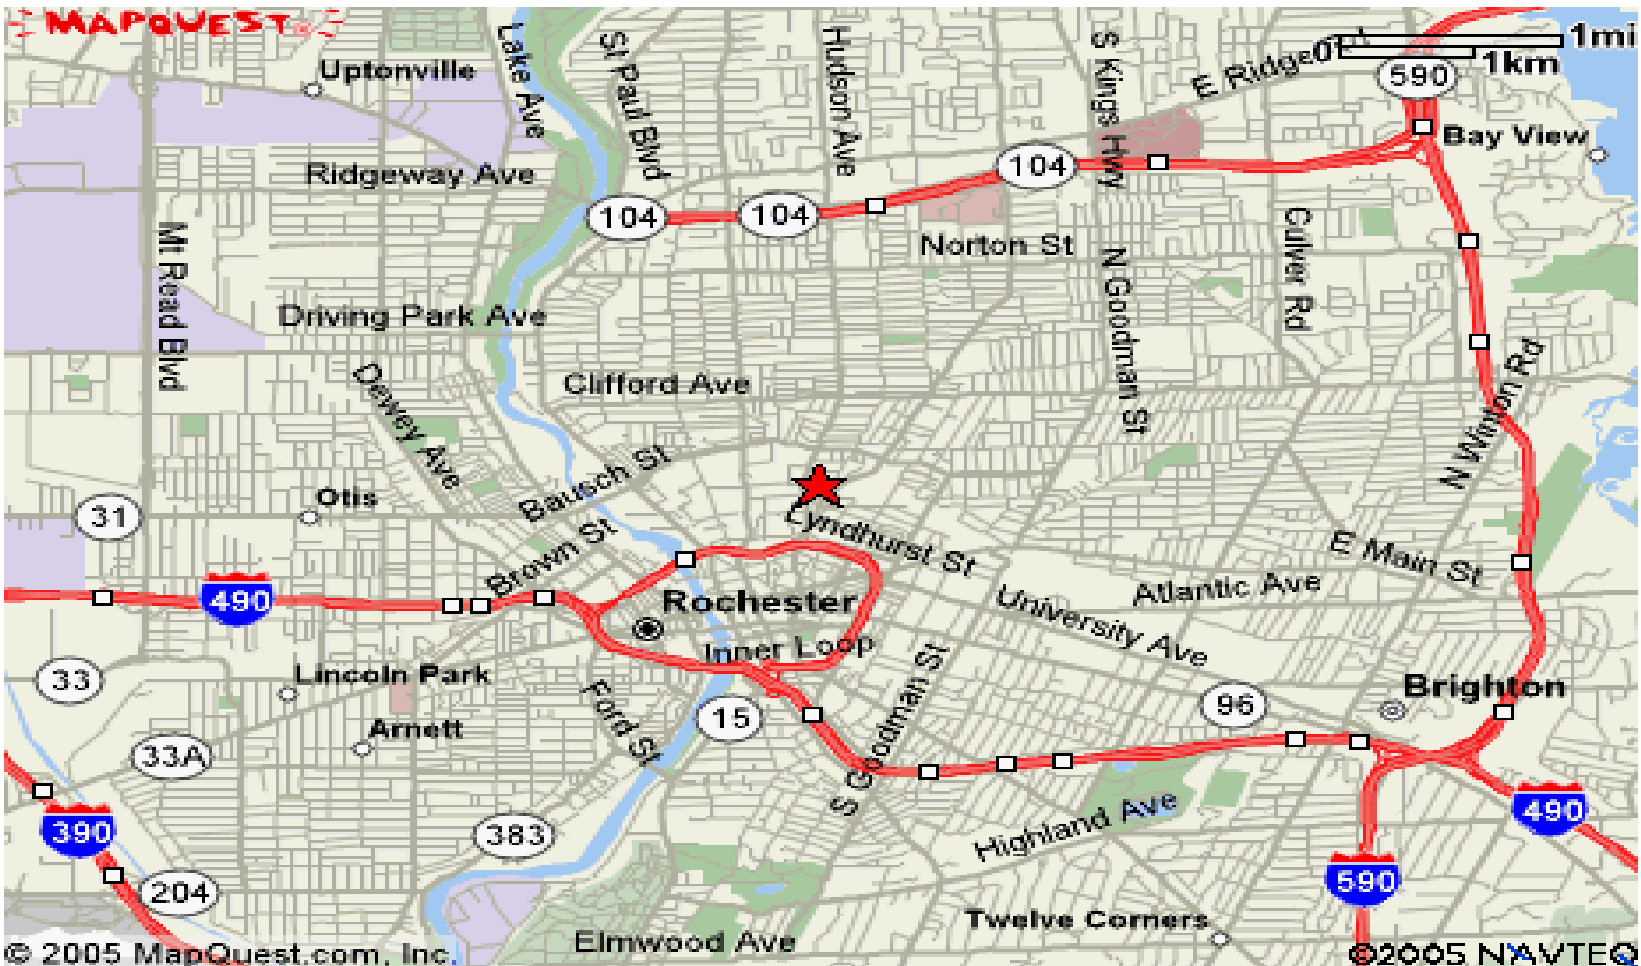 MAPQUEST®
1mi
1km
Uptonville
Lake Ave
St Paul Blvd
Hudson Ave
S Kings Hwy
E Ridge
590
Bay View
Ridgeway Ave
104
104
104
Mt Read Blvd
Norton St
N Goodman St
Culver Rd
Driving Park Ave
Clifford Ave
Dewey Ave
N Winton Rd
Bausch St
Otis
31
Lyndhurst St
E Main St
Brown St
490
Rochester
Atlantic Ave
University Ave
Inner Loop
33
Lincoln Park
Ford St
15
S Goodman St
96
Brighton
Arnett
33A
390
383
Highland Ave
490
590
204
Twelve Corners
Elmwood Ave
© 2005 MapQuest.com, Inc.
©2005 NAVTEQ